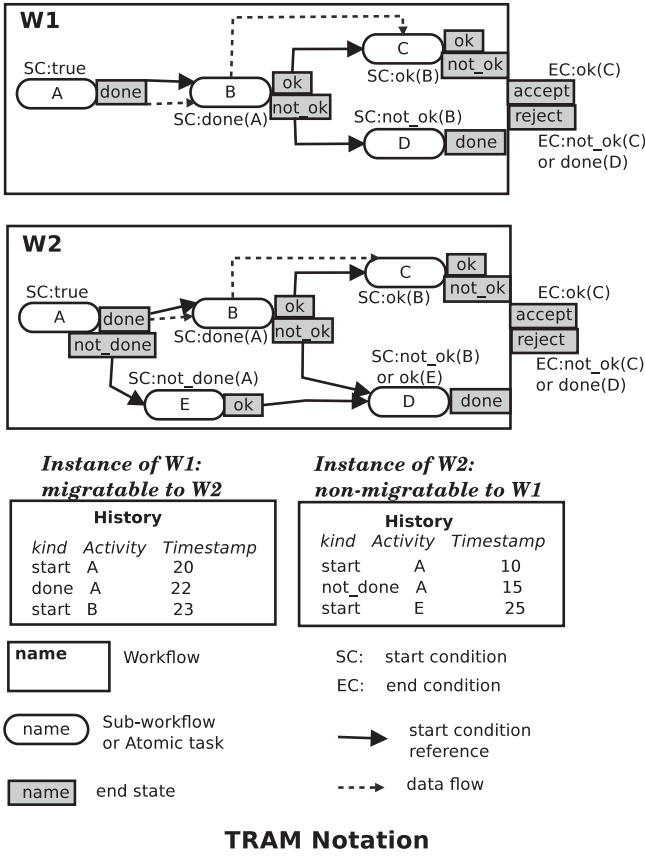 W1
SC:true
A
done
B
SC:done(A)
ok
not_ok
C
SC:ok(B)
ok
not_ok
SC:not_ok(B)
D
done
EC:ok(C)
accept
reject
EC:not_ok(C)
or done(D)
W2
SC:true
A
done
not_done
B
SC:done(A)
ok
not_ok
C
SC:ok(B)
ok
not_ok
SC:not_done(A)
E
ok
SC:not_ok(B)
or ok(E)
D
done
EC:ok(C)
accept
reject
EC:not_ok(C)
or done(D)
Instance of W1:
migratable to W2
History
kind Activity Timestamp
start A 20
done A 22
start B 23
Instance of W2:
non-migratable to W1
History
kind Activity Timestamp
start A 10
not_done A 15
start E 25
name
Workflow
name
Sub-workflow
or Atomic task
name
end state
SC: start condition
EC: end condition
start condition
reference
data flow
TRAM Notation